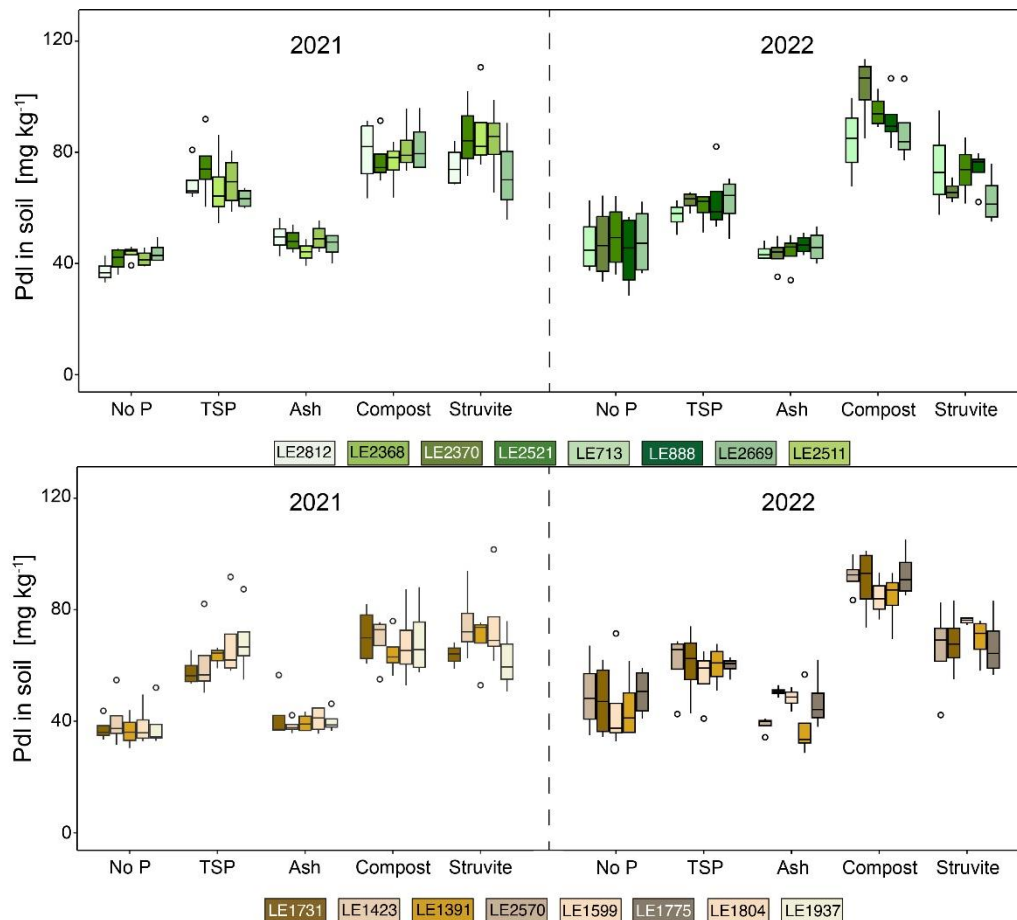 2021 2022
120
80
40
0
Pdl in soil [mg kg⁻¹]
No P TSP Ash Compost Struvite No P TSP Ash Compost Struvite
LE2812 LE2368 LE2370 LE2521 LE713 LE888 LE2669 LE2511
2021 2022
120
80
40
0
Pdl in soil [mg kg⁻¹]
No P TSP Ash Compost Struvite No P TSP Ash Compost Struvite
LE1731 LE1423 LE1391 LE2570 LE1599 LE1775 LE1804 LE1937